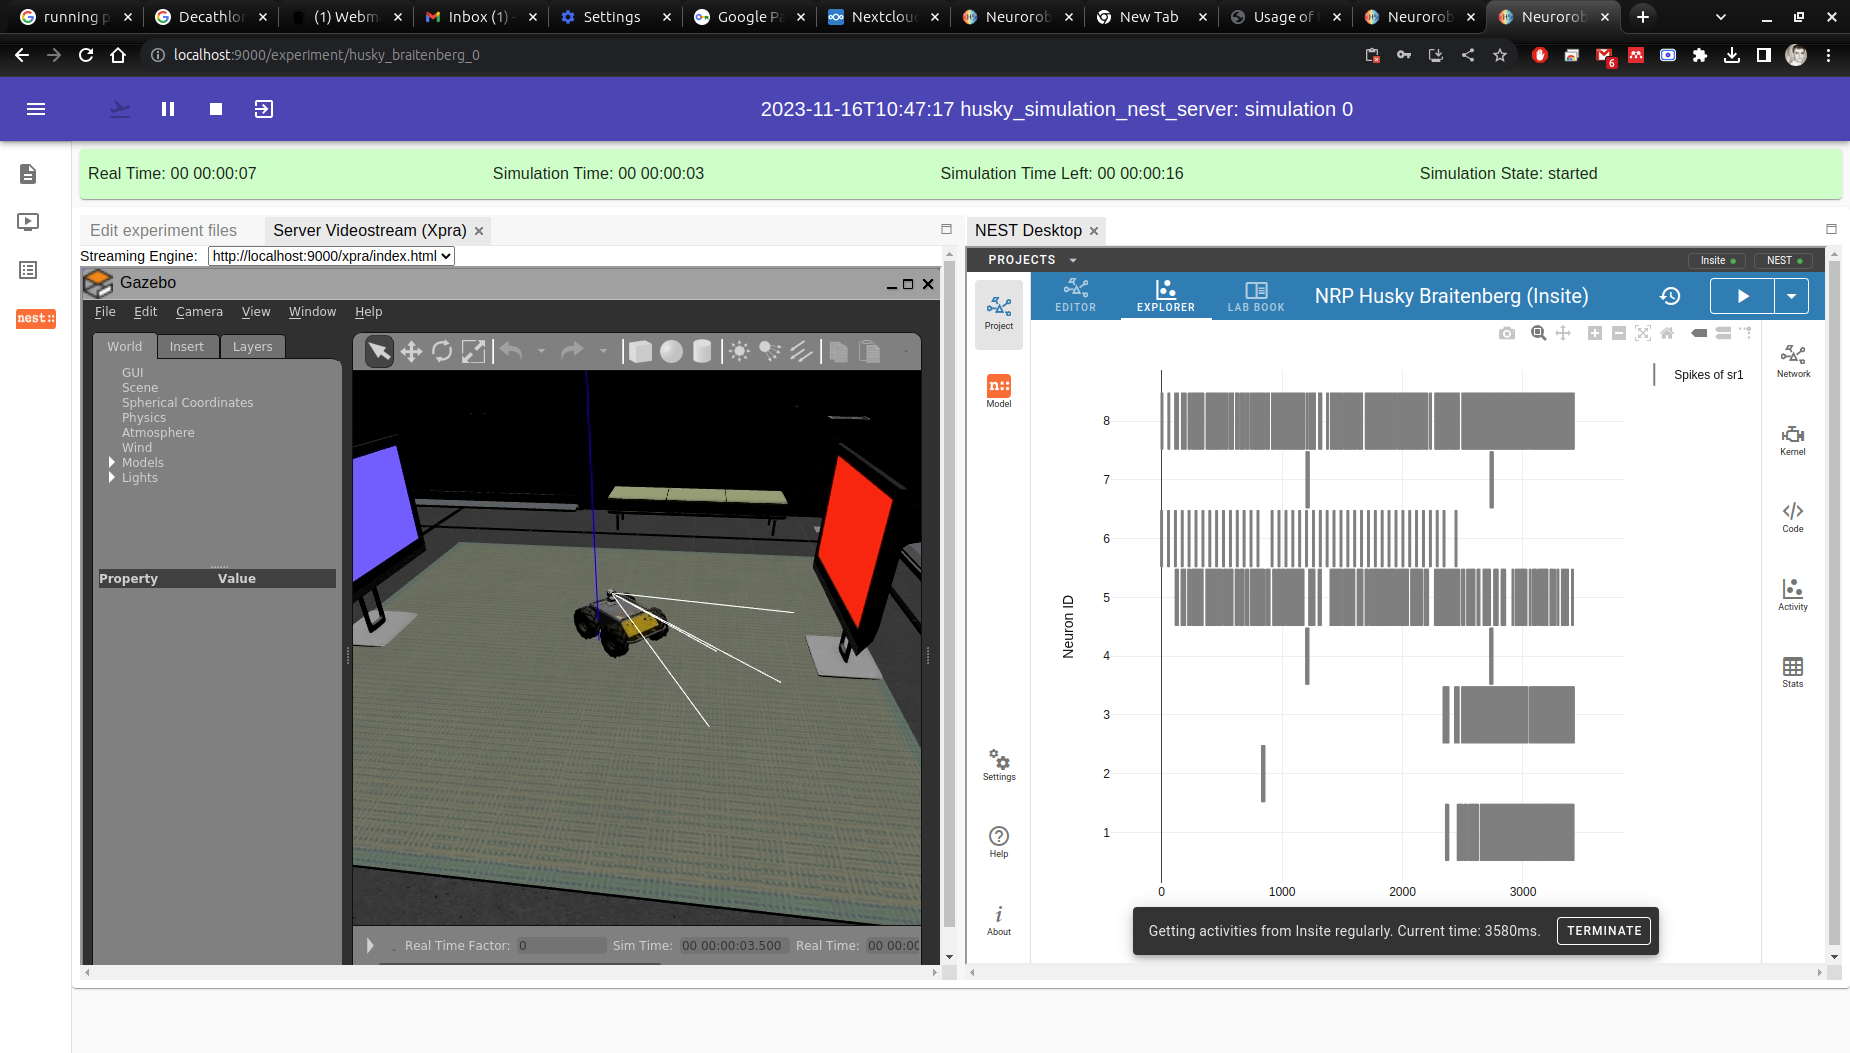 running p
Decathlor
(1) Webm
Inbox (1)
Settings
Google Pa
Nextclou
Neurorob
New Tab
Usage of
Neurorob
Neurorob
localhost:9000/experiment/husky_braitenberg_0
6
2023-11-16T10:47:17 husky_simulation_nest_server: simulation 0
Real Time: 00 00:00:07
Simulation Time: 00 00:00:03
Simulation Time Left: 00 00:00:16
Simulation State: started
nest::
Edit experiment files
Server Videostream (Xpra)
Streaming Engine:
http://localhost:9000/xpra/index.html
Gazebo
File Edit Camera View Window Help
World Insert Layers
GUI
Scene
Spherical Coordinates
Physics
Atmosphere
Wind
Models
Lights
Property Value
Real Time Factor: 0 Sim Time: 00 00:00:03.500 Real Time: 00 00:00
NEST Desktop
PROJECTS
Insite
NEST
Project
EDITOR
EXPLORER
LAB BOOK
NRP Husky Braitenberg (Insite)
n::
Model
Settings
Help
About
Spikes of sr1
Neuron ID
8
7
6
5
4
3
2
1
0 1000 2000 3000
Network
Kernel
Code
Activity
Stats
Getting activities from Insite regularly. Current time: 3580ms.
TERMINATE